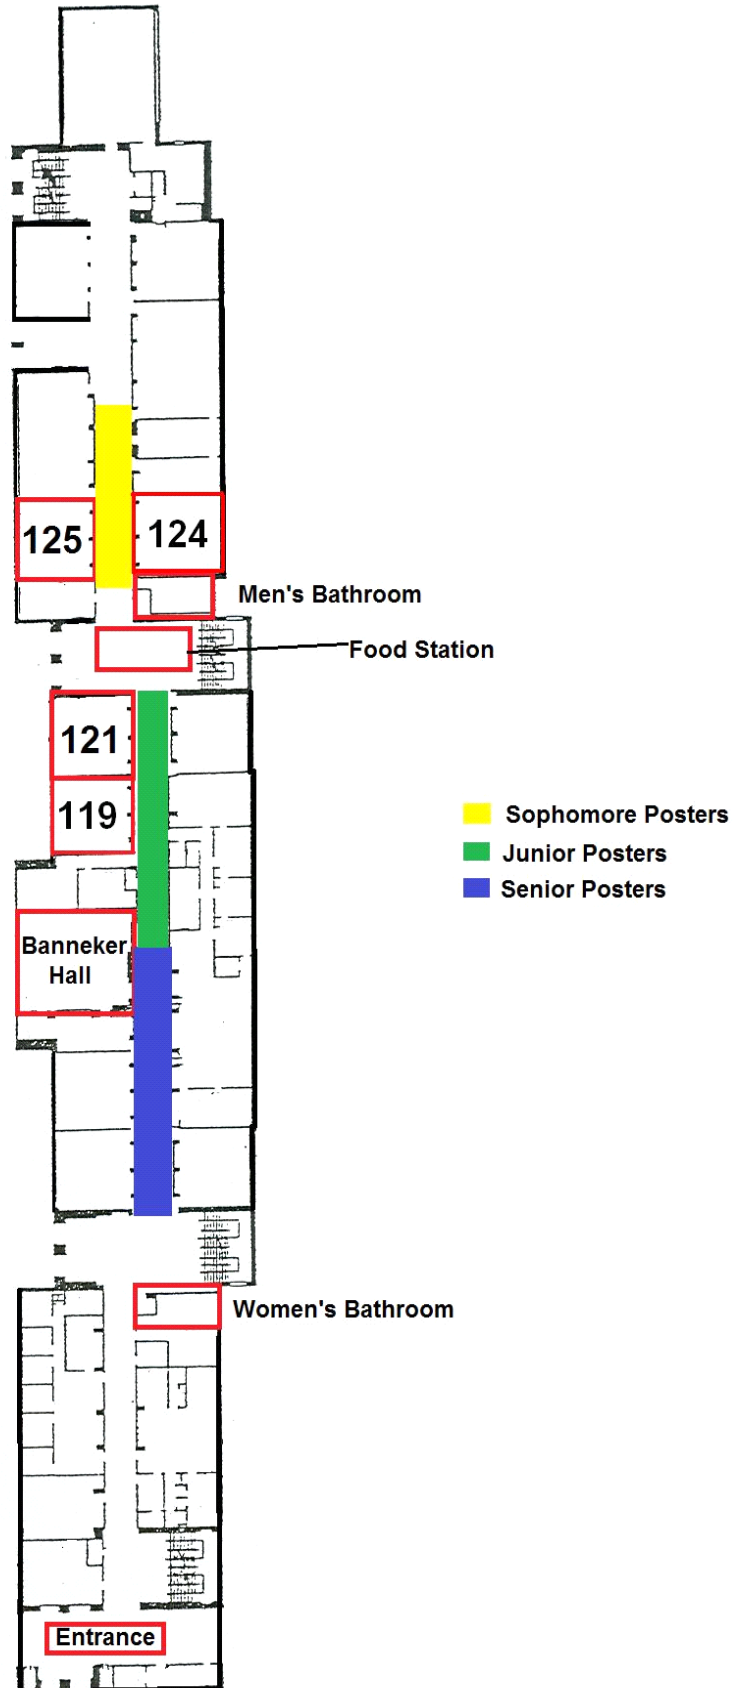 125
124
Men's Bathroom
Food Station
121
119
Sophomore Posters
Junior Posters
Senior Posters
Banneker
Hall
Women's Bathroom
Entrance